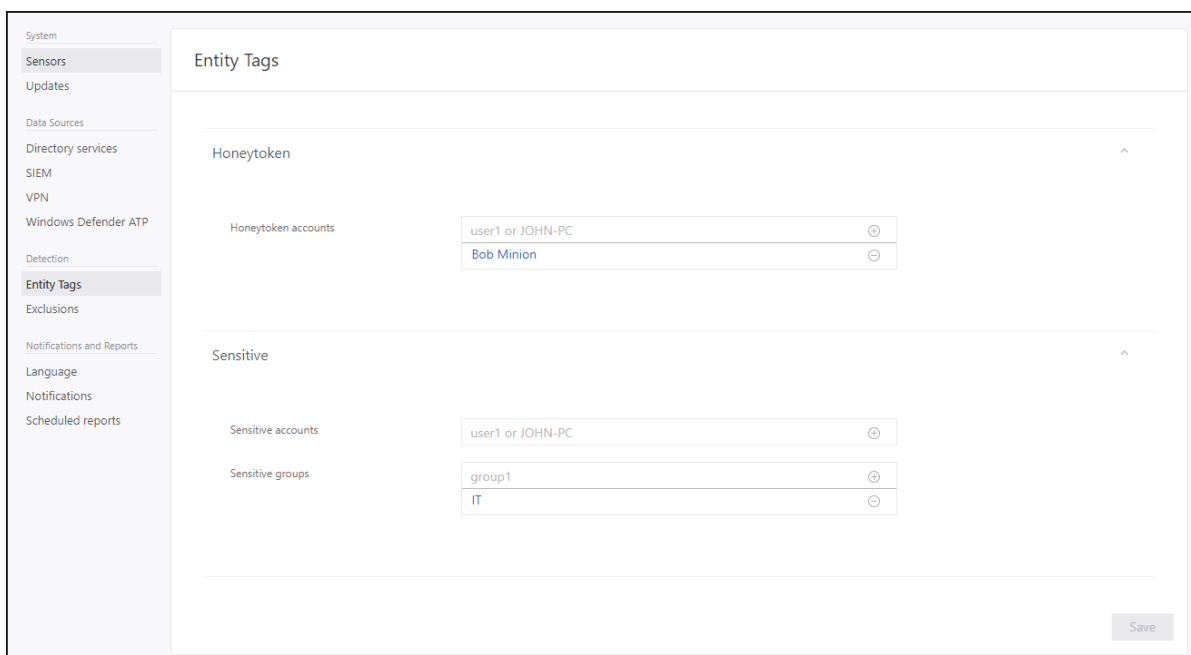 System
Sensors
Updates
Data Sources
Directory services
SIEM
VPN
Windows Defender ATP
Detection
Entity Tags
Exclusions
Notifications and Reports
Language
Notifications
Scheduled reports
Entity Tags
Honeytoken
Honeytoken accounts
user1 or JOHN-PC
Bob Minion
Sensitive
Sensitive accounts
user1 or JOHN-PC
Sensitive groups
group1
IT
Save